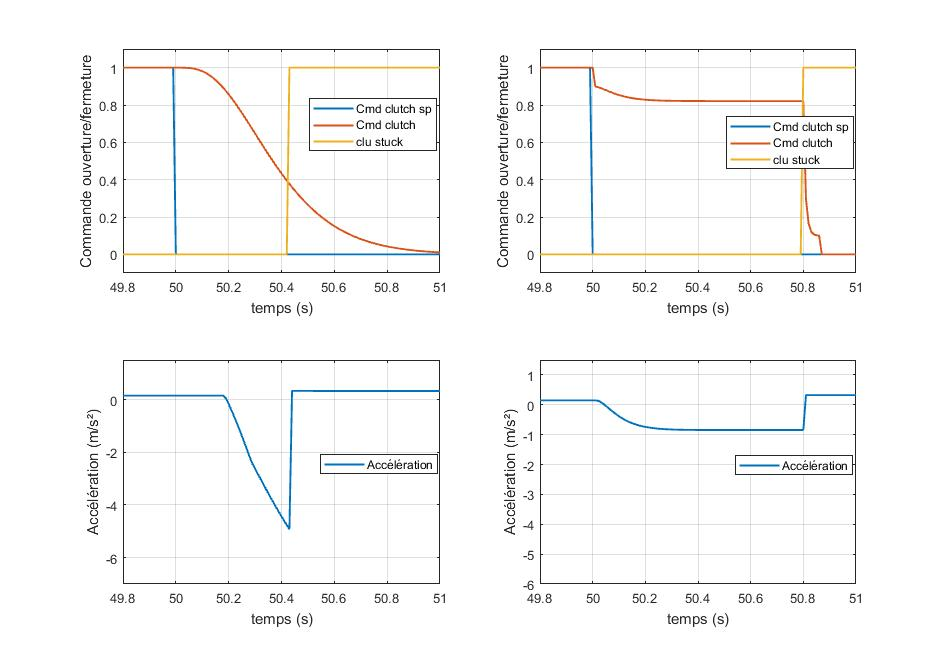 Commande ouverture/fermeture
1
0.8
0.6
0.4
0.2
0
Cmd clutch sp
Cmd clutch
clu stuck
49.8 50 50.2 50.4 50.6 50.8 51
temps (s)
Commande ouverture/fermeture
1
0.8
0.6
0.4
0.2
0
Cmd clutch sp
Cmd clutch
clu stuck
49.8 50 50.2 50.4 50.6 50.8 51
temps (s)
Accélération (m/s²)
0
-2
-4
-6
Accélération
49.8 50 50.2 50.4 50.6 50.8 51
temps (s)
Accélération (m/s²)
1
0
-1
-2
-3
-4
-5
-6
Accélération
49.8 50 50.2 50.4 50.6 50.8 51
temps (s)